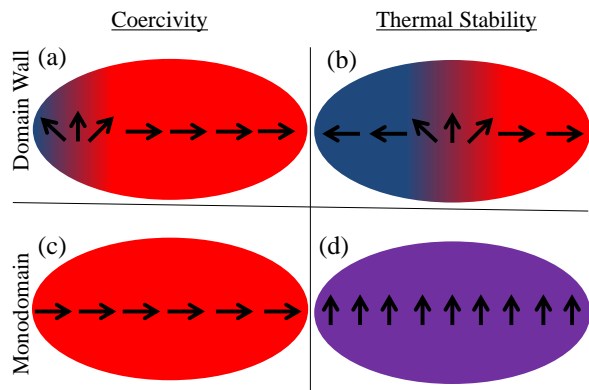 Coercivity
Thermal Stability
Domain Wall
(a)
(b)
Monodomain
(c)
(d)